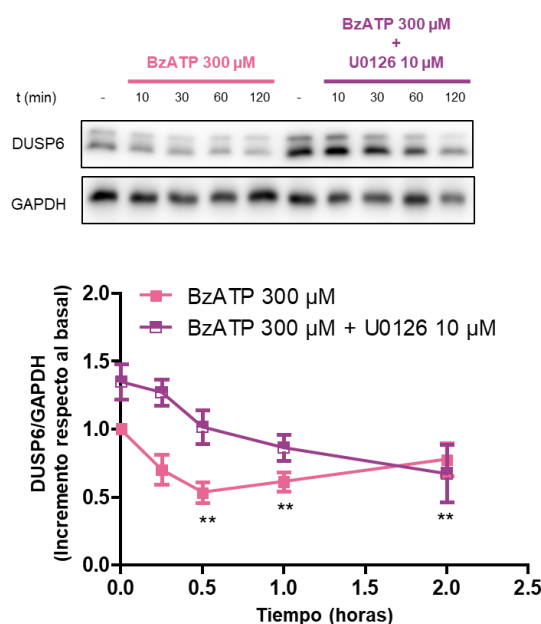 BzATP 300 µM
BzATP 300 µM
+
U0126 10 µM
t (min) - 10 30 60 120 - 10 30 60 120
DUSP6
GAPDH
BzATP 300 µM
BzATP 300 µM + U0126 10 µM
DUSP6/GAPDH
(Incremento respecto al basal)
2.0
1.5
1.0
0.5
0.0
** ** **
0.0 0.5 1.0 1.5 2.0 2.5
Tiempo (horas)